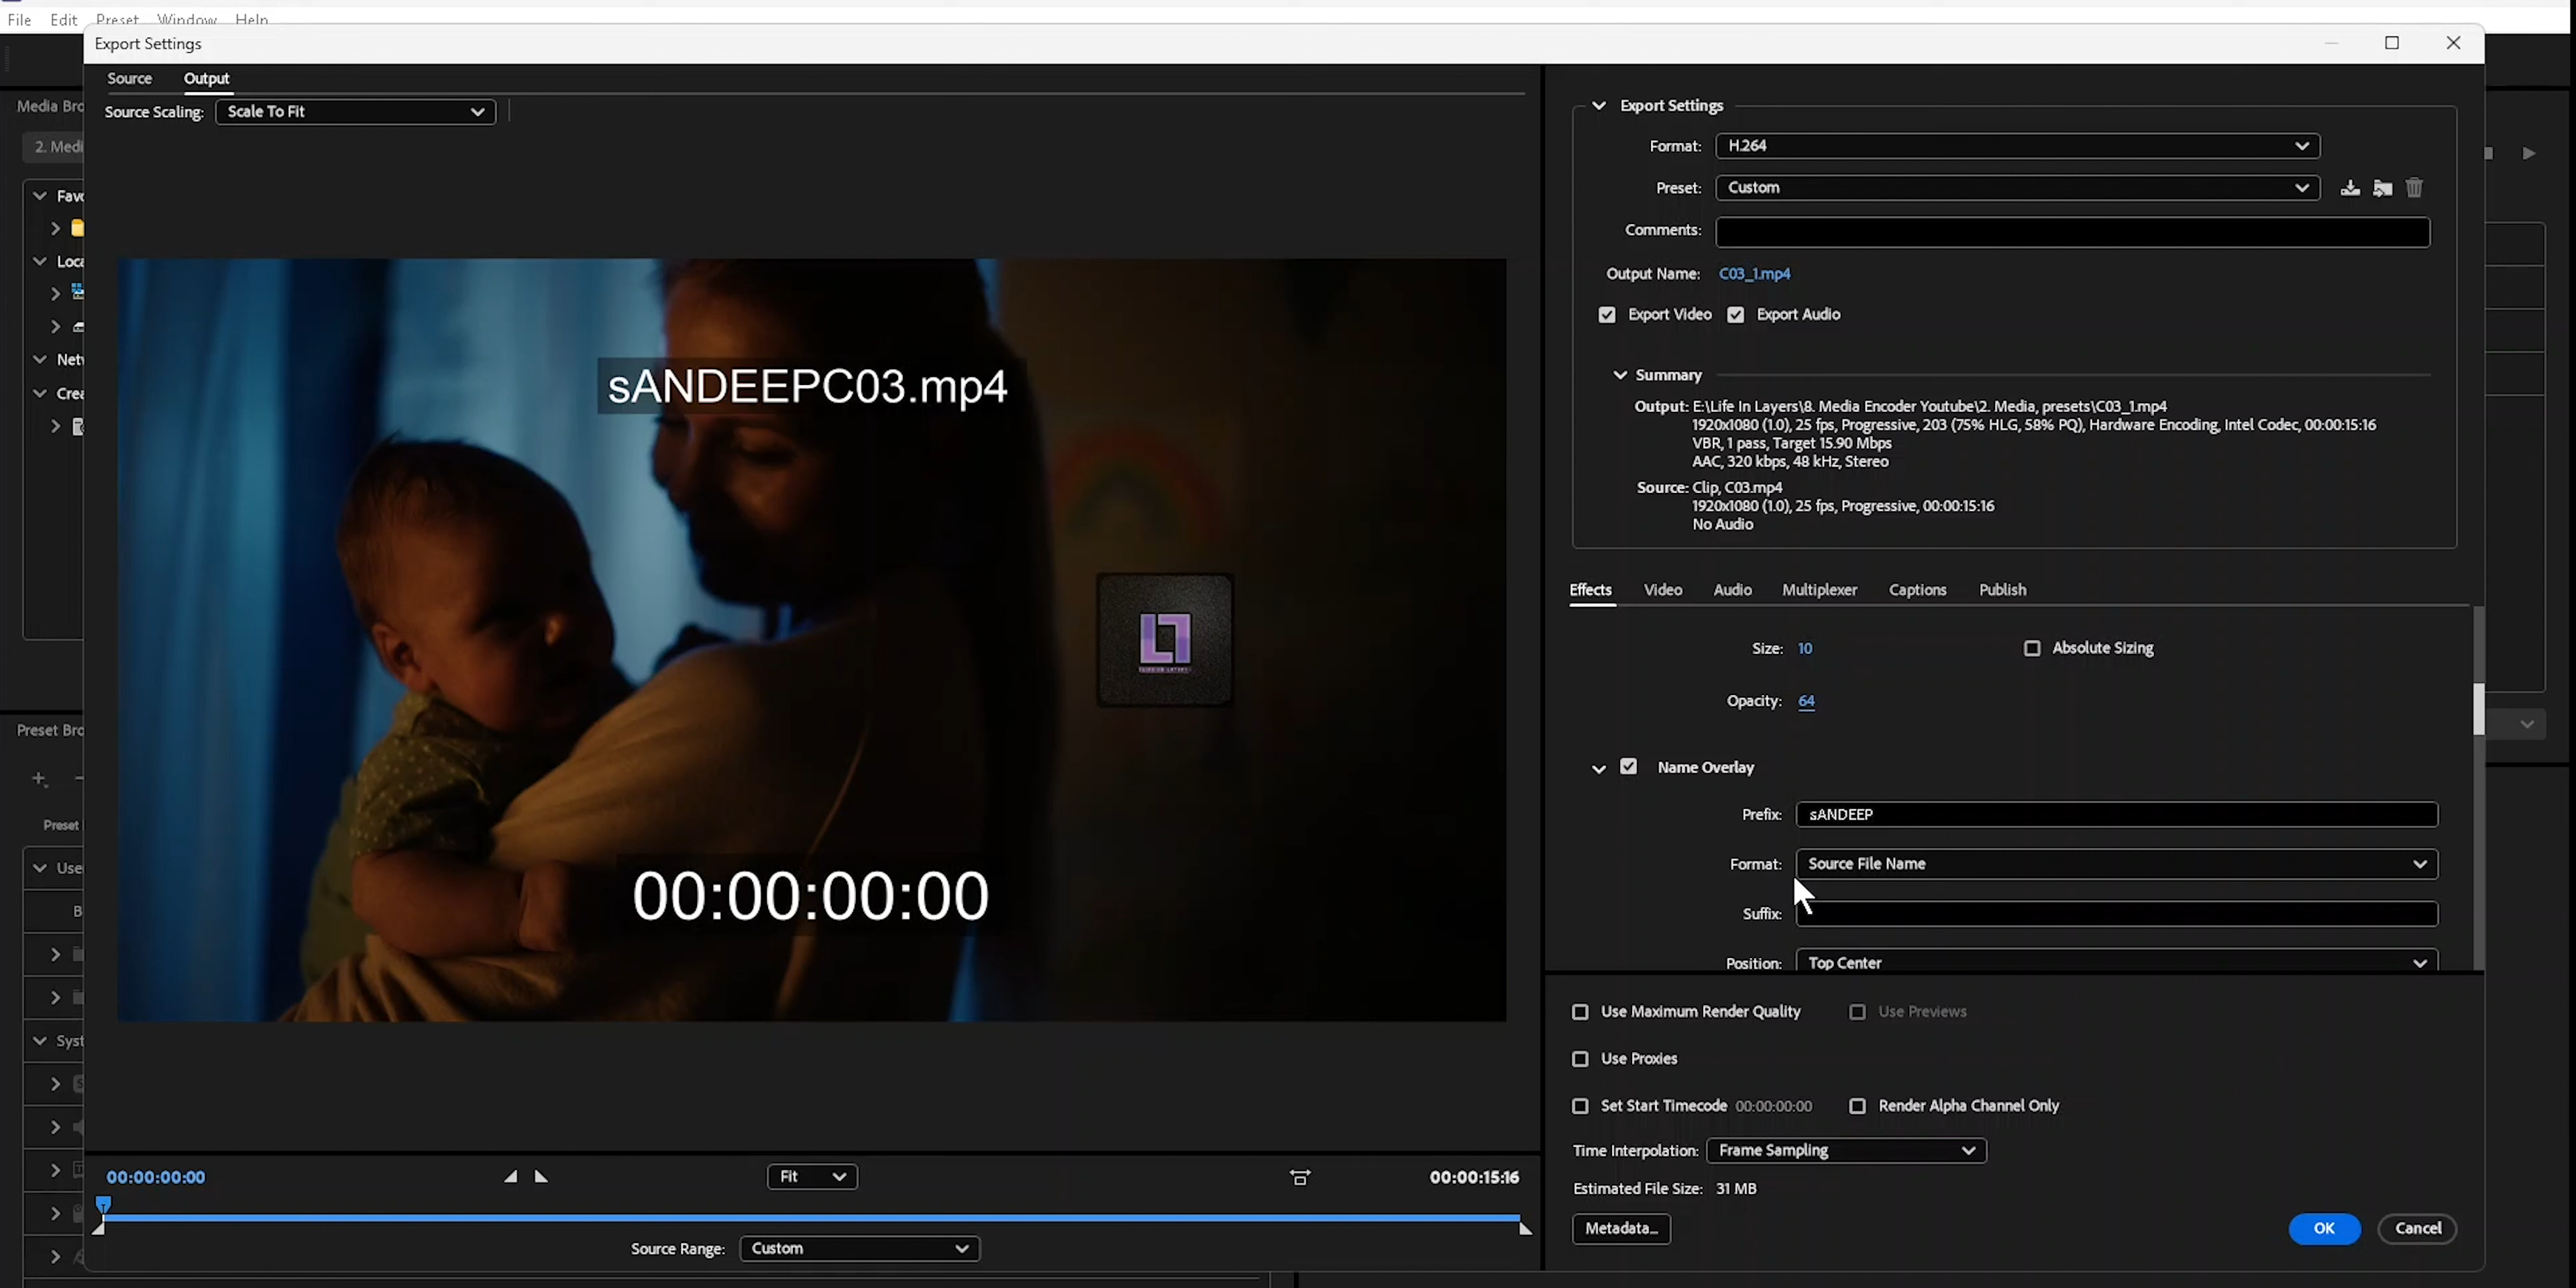 File Edit Preset Window Help
Export Settings
Source Output
Source Scaling: Scale To Fit
Media Bro
2. Medi
Favo
Loca
Netw
Crea
sANDEEPC03.mp4
00:00:00:00
Preset Bro
Preset
User
B
Syst
00:00:00:00
Fit
00:00:15:16
Source Range: Custom
Export Settings
Format: H.264
Preset: Custom
Comments:
Output Name: C03_1.mp4
Export Video Export Audio
Summary
Output: E:\Life In Layers\8. Media Encoder Youtube\2. Media, presets\C03_1.mp4
1920x1080 (1.0), 25 fps, Progressive, 203 (75% HLG, 58% PQ), Hardware Encoding, Intel Codec, 00:00:15:16
VBR, 1 pass, Target 15.90 Mbps
AAC, 320 kbps, 48 kHz, Stereo
Source: Clip, C03.mp4
1920x1080 (1.0), 25 fps, Progressive, 00:00:15:16
No Audio
Effects Video Audio Multiplexer Captions Publish
Size: 10 Absolute Sizing
Opacity: 64
Name Overlay
Prefix: sANDEEP
Format: Source File Name
Suffix:
Position: Top Center
Use Maximum Render Quality Use Previews
Use Proxies
Set Start Timecode 00:00:00:00 Render Alpha Channel Only
Time Interpolation: Frame Sampling
Estimated File Size: 31 MB
Metadata...
OK Cancel